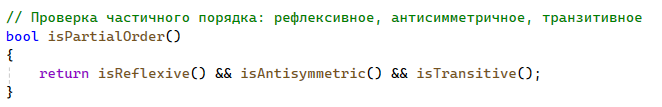 // Проверка частичного порядка: рефлексивное, антисимметричное, транзитивное
bool isPartialOrder()
{
    return isReflexive() && isAntisymmetric() && isTransitive();
}